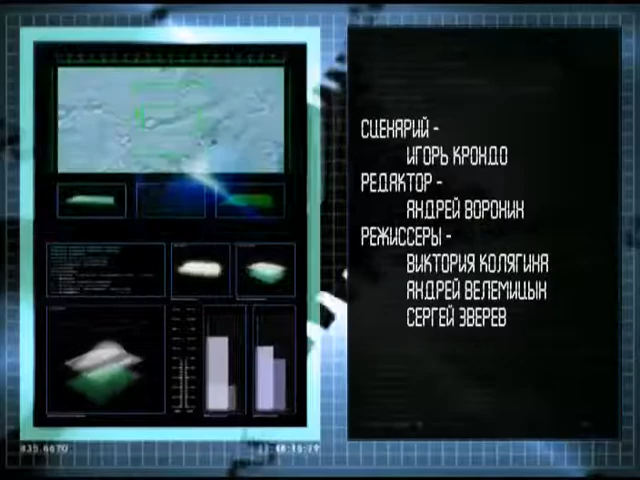 СЦЕНАРИЙ -
ИГОРЬ КРОНДО
РЕДАКТОР -
АНДРЕЙ ВОРОНИН
РЕЖИССЕРЫ -
ВИКТОРИЯ КОЛЯГИНА
АНДРЕЙ ВЕЛЕМИЦЫН
СЕРГЕЙ ЗВЕРЕВ